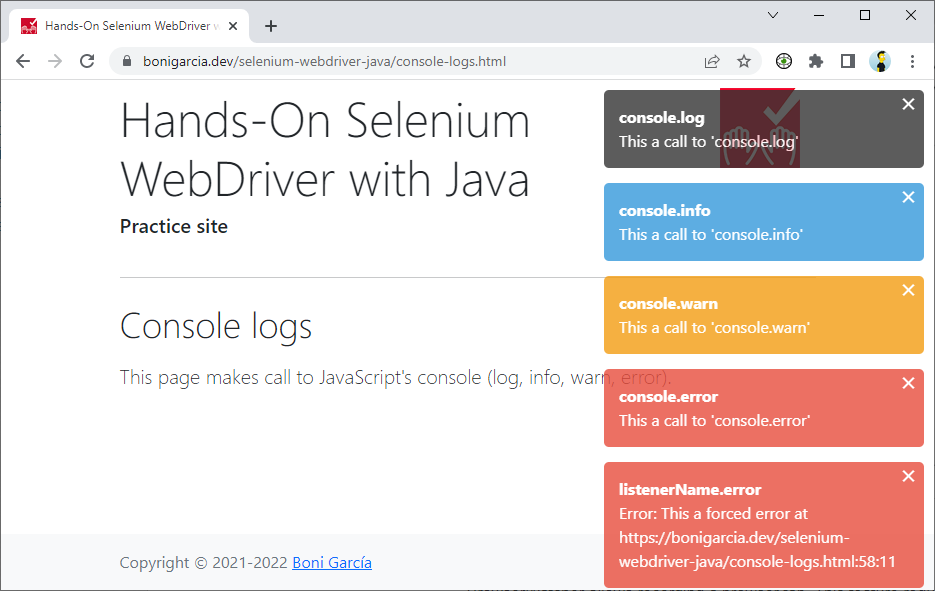 Hands-On Selenium WebDriver w
bonigarcia.dev/selenium-webdriver-java/console-logs.html
Hands-On Selenium
WebDriver with Java
Practice site
Console logs
This page makes call to JavaScript's console (log, info, warn, error).
Copyright © 2021-2022 Boni García
console.log
This a call to 'console.log'
console.info
This a call to 'console.info'
console.warn
This a call to 'console.warn'
console.error
This a call to 'console.error'
listenerName.error
Error: This a forced error at
https://bonigarcia.dev/selenium-
webdriver-java/console-logs.html:58:11